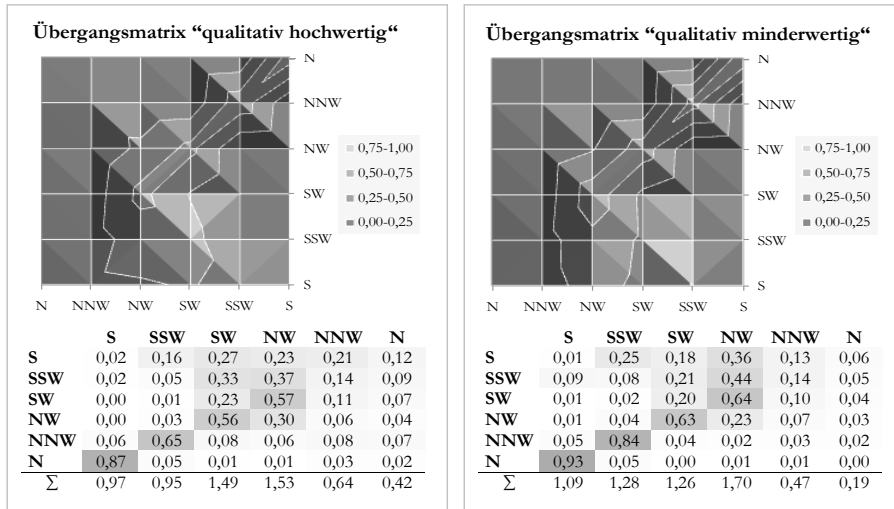 Übergangsmatrix “qualitativ hochwertig“
N
NNW
NW
SW
SSW
S
0,75-1,00
0,50-0,75
0,25-0,50
0,00-0,25
N NNW NW SW SSW S
S SSW SW NW NNW N
S 0,02 0,16 0,27 0,23 0,21 0,12
SSW 0,02 0,05 0,33 0,37 0,14 0,09
SW 0,00 0,01 0,23 0,57 0,11 0,07
NW 0,00 0,03 0,56 0,30 0,06 0,04
NNW 0,06 0,65 0,08 0,06 0,08 0,07
N 0,87 0,05 0,01 0,01 0,03 0,02
Σ 0,97 0,95 1,49 1,53 0,64 0,42
Übergangsmatrix “qualitativ minderwertig“
N
NNW
NW
SW
SSW
S
0,75-1,00
0,50-0,75
0,25-0,50
0,00-0,25
N NNW NW SW SSW S
S SSW SW NW NNW N
S 0,01 0,25 0,18 0,36 0,13 0,06
SSW 0,09 0,08 0,21 0,44 0,14 0,05
SW 0,01 0,02 0,20 0,64 0,10 0,04
NW 0,01 0,04 0,63 0,23 0,07 0,03
NNW 0,05 0,84 0,04 0,02 0,03 0,02
N 0,93 0,05 0,00 0,01 0,01 0,00
Σ 1,09 1,28 1,26 1,70 0,47 0,19